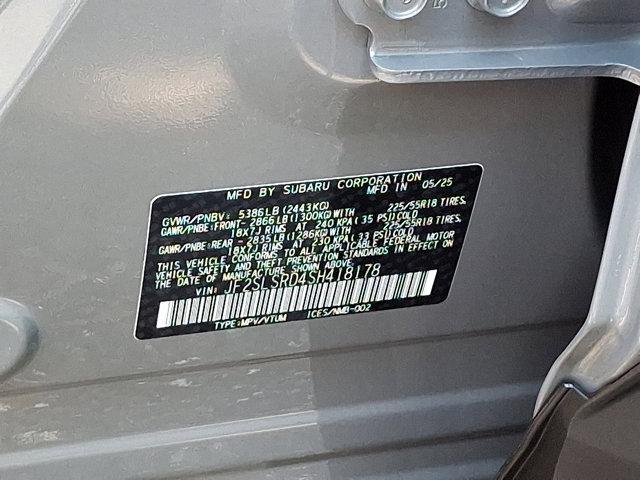 MFD BY SUBARU CORPORATION
MFD IN 05/25
GVWR/PNBV: 5386LB (2443KG)
GAWR/PNBE:FRONT- 2866LB(1300KG)WITH 225/55R18 TIRES.
18X7J RIMS AT 240 KPA(35 PSI)COLD
GAWR/PNBE:REAR - 2835LB(1286KG)WITH 225/55R18 TIRES.
18X7J RIMS AT 230 KPA(33 PSI)COLD
THIS VEHICLE CONFORMS TO ALL APPLICABLE FEDERAL MOTOR
VEHICLE SAFETY AND BUMPER STANDARDS IN EFFECT ON
THE DATE OF MANUFACTURE SHOWN ABOVE.
VIN: JF2SLSRD4SH418178
TYPE:MPV/VTUM ICES/NMB-002